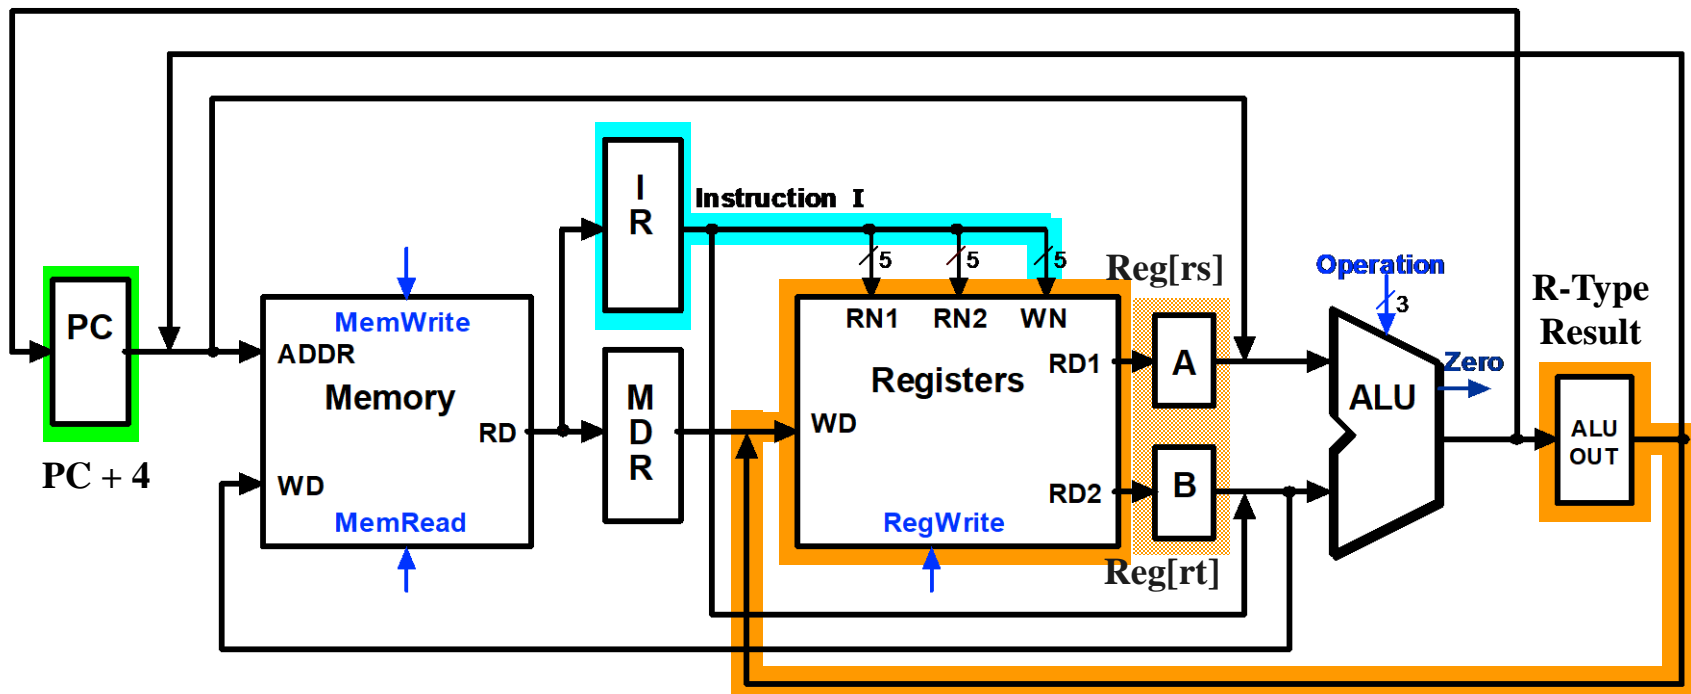 I
R
Instruction I
5
5
5
Reg[rs]
Operation
3
R-Type
Result
PC
MemWrite
ADDR
Memory
RD
WD
MemRead
PC + 4
M
D
R
RN1
RN2
WN
RD1
Registers
WD
RD2
RegWrite
A
B
Reg[rt]
ALU
Zero
ALU
OUT